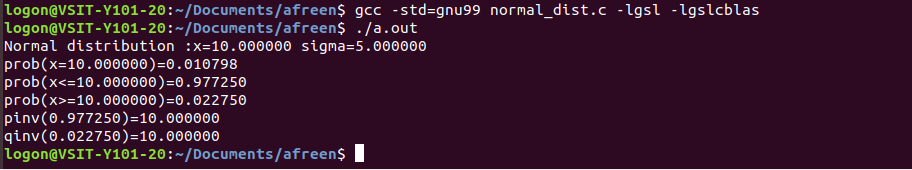 logon@VSIT-Y101-20:~/Documents/afreen$ gcc -std=gnu99 normal_dist.c -lgsl -lgslcblas
logon@VSIT-Y101-20:~/Documents/afreen$ ./a.out
Normal distribution :x=10.000000 sigma=5.000000
prob(x=10.000000)=0.010798
prob(x<=10.000000)=0.977250
prob(x>=10.000000)=0.022750
pinv(0.977250)=10.000000
qinv(0.022750)=10.000000
logon@VSIT-Y101-20:~/Documents/afreen$